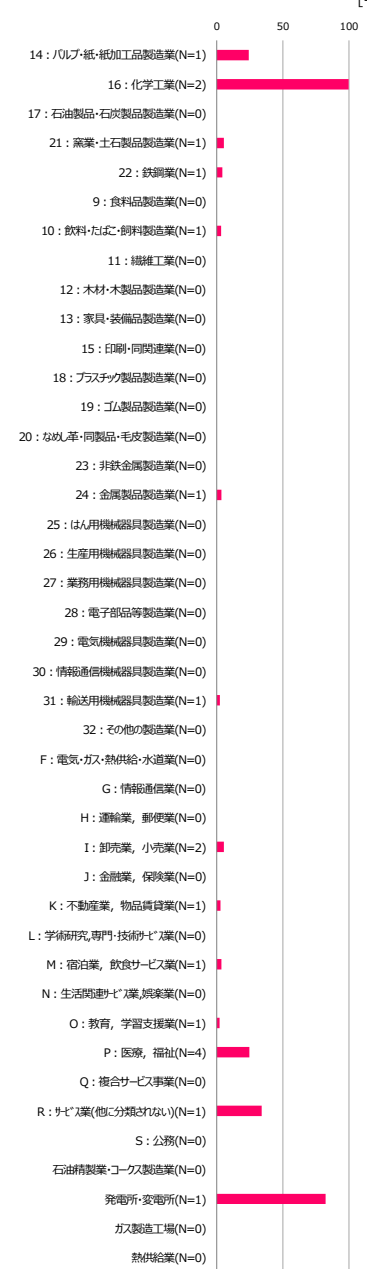 0 50 100
14：パルプ・紙・紙加工品製造業(N=1)
16：化学工業(N=2)
17：石油製品・石炭製品製造業(N=0)
21：窯業・土石製品製造業(N=1)
22：鉄鋼業(N=1)
9：食料品製造業(N=0)
10：飲料・たばこ・飼料製造業(N=1)
11：繊維工業(N=0)
12：木材・木製品製造業(N=0)
13：家具・装備品製造業(N=0)
15：印刷・同関連業(N=0)
18：プラスチック製品製造業(N=0)
19：ゴム製品製造業(N=0)
20：なめし革・同製品・毛皮製造業(N=0)
23：非鉄金属製造業(N=0)
24：金属製品製造業(N=1)
25：はん用機械器具製造業(N=0)
26：生産用機械器具製造業(N=0)
27：業務用機械器具製造業(N=0)
28：電子部品等製造業(N=0)
29：電気機械器具製造業(N=0)
30：情報通信機械器具製造業(N=0)
31：輸送用機械器具製造業(N=1)
32：その他の製造業(N=0)
F：電気・ガス・熱供給・水道業(N=0)
G：情報通信業(N=0)
H：運輸業，郵便業(N=0)
I：卸売業，小売業(N=2)
J：金融業，保険業(N=0)
K：不動産業，物品賃貸業(N=1)
L：学術研究,専門・技術ｻｰﾋﾞｽ業(N=0)
M：宿泊業，飲食サービス業(N=1)
N：生活関連ｻｰﾋﾞｽ業,娯楽業(N=0)
O：教育，学習支援業(N=1)
P：医療，福祉(N=4)
Q：複合サービス事業(N=0)
R：ｻｰﾋﾞｽ業(他に分類されない)(N=1)
S：公務(N=0)
石油精製業・コークス製造業(N=0)
発電所・変電所(N=1)
ガス製造工場(N=0)
熱供給業(N=0)